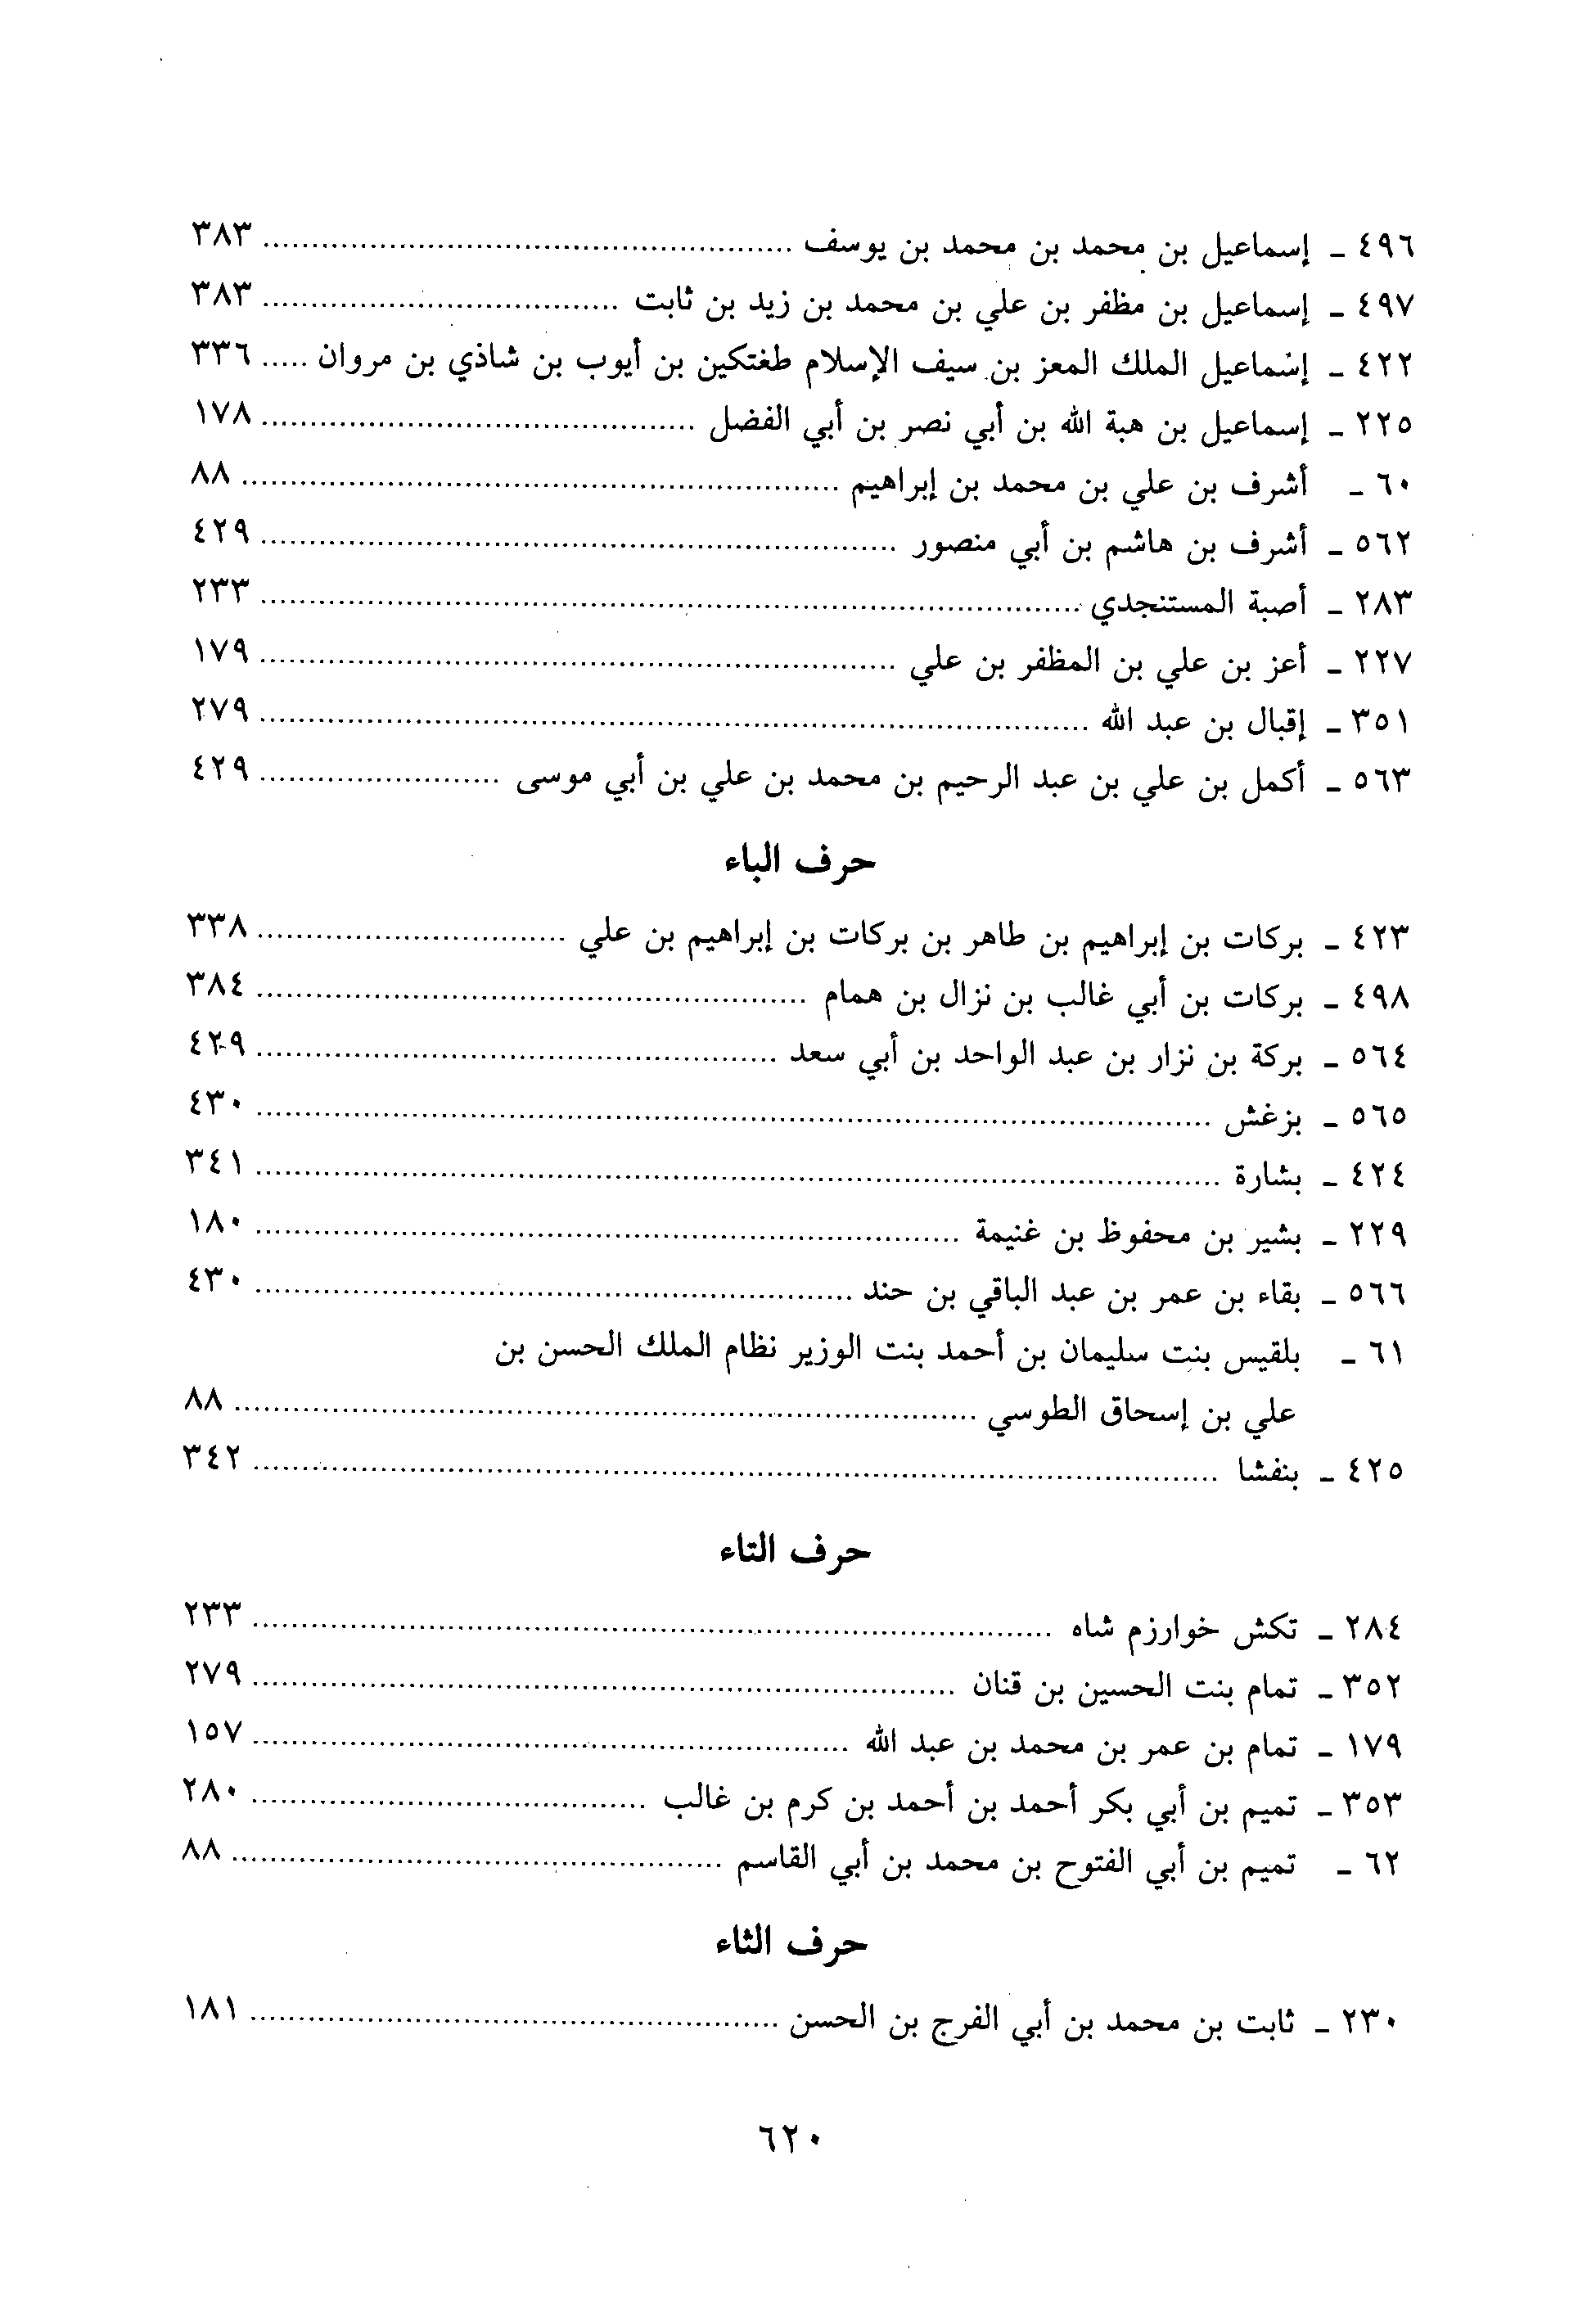 ٤٩٦ ـ إسماعيل بن محمد بن محمد بن يوسف ........................................ ٣٨٣
٤٩٧ ـ إسماعيل بن مظفر بن علي بن محمد بن زيد بن ثابت ........................................ ٣٨٣
٤٢٢ ـ إسماعيل الملك المعز بن سيف الإسلام طغتكين بن أيوب بن شاذي بن مروان ..... ٣٣٦
٢٢٥ ـ إسماعيل بن هبة الله بن أبي نصر بن أبي الفضل ........................................ ١٧٨
٦٠ ـ أشرف بن علي بن محمد بن إبراهيم ........................................ ٨٨
٥٦٢ ـ أشرف بن هاشم بن أبي منصور ........................................ ٤٢٩
٢٨٣ ـ أصبة المستنجدي ........................................ ٢٣٣
٢٢٧ ـ أعز بن علي بن المظفر بن علي ........................................ ١٧٩
٣٥١ ـ إقبال بن عبد الله ........................................ ٢٧٩
٥٦٣ ـ أكمل بن علي بن عبد الرحيم بن محمد بن علي بن أبي موسى ......................... ٤٢٩
حرف الباء
٤٢٣ ـ بركات بن إبراهيم بن طاهر بن بركات بن إبراهيم بن علي ................................ ٣٣٨
٤٩٨ ـ بركات بن أبي غالب بن نزال بن همام ........................................ ٣٨٤
٥٦٤ ـ بركة بن نزار بن عبد الواحد بن أبي سعد ........................................ ٤٢٩
٥٦٥ ـ بزغش ........................................ ٤٣٠
٤٢٤ ـ بشارة ........................................ ٣٤١
٢٢٩ ـ بشير بن محفوظ بن غنيمة ........................................ ١٨٠
٥٦٦ ـ بقاء بن عمر بن عبد الباقي بن حند ........................................ ٤٣٠
٦١ ـ بلقيس بنت سليمان بن أحمد بنت الوزير نظام الملك الحسن بن
علي بن إسحاق الطوسي ........................................ ٨٨
٤٢٥ ـ بنفشا ........................................ ٣٤٢
حرف التاء
٢٨٤ ـ تكش خوارزم شاه ........................................ ٢٣٣
٣٥٢ ـ تمام بنت الحسين بن قنان ........................................ ٢٧٩
١٧٩ ـ تمام بن عمر بن محمد بن عبد الله ........................................ ١٥٧
٣٥٣ ـ تميم بن أبي بكر أحمد بن أحمد بن كرم بن غالب ........................................ ٢٨٠
٦٢ ـ تميم بن أبي الفتوح بن محمد بن أبي القاسم ........................................ ٨٨
حرف الثاء
٢٣٠ ـ ثابت بن محمد بن أبي الفرج بن الحسن ........................................ ١٨١
٦٢٠